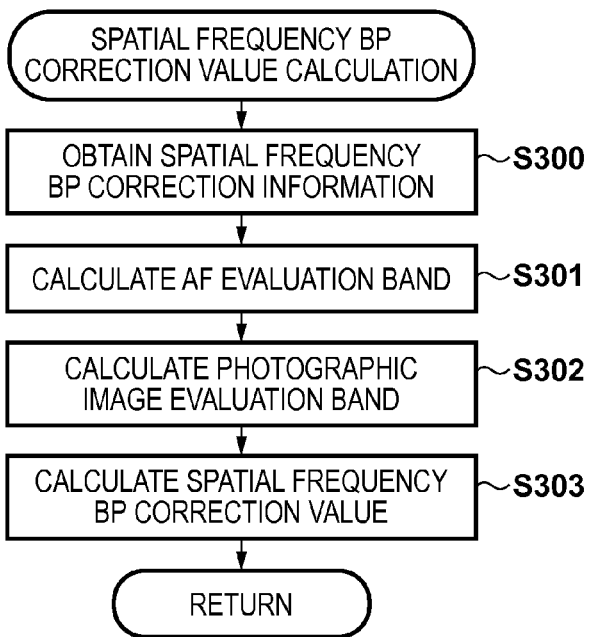 SPATIAL FREQUENCY BP
CORRECTION VALUE CALCULATION
OBTAIN SPATIAL FREQUENCY
BP CORRECTION INFORMATION
S300
CALCULATE AF EVALUATION BAND
S301
CALCULATE PHOTOGRAPHIC
IMAGE EVALUATION BAND
S302
CALCULATE SPATIAL FREQUENCY
BP CORRECTION VALUE
S303
RETURN